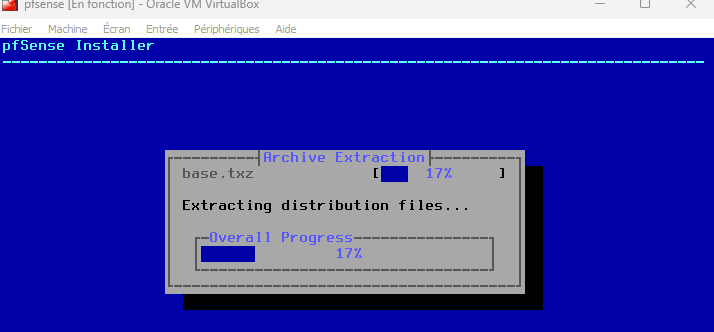 pfsense [En fonction] - Oracle VM VirtualBox
Fichier Machine Écran Entrée Périphériques Aide
pfSense Installer
Archive Extraction
base.txz [ 17% ]
Extracting distribution files...
Overall Progress
17%